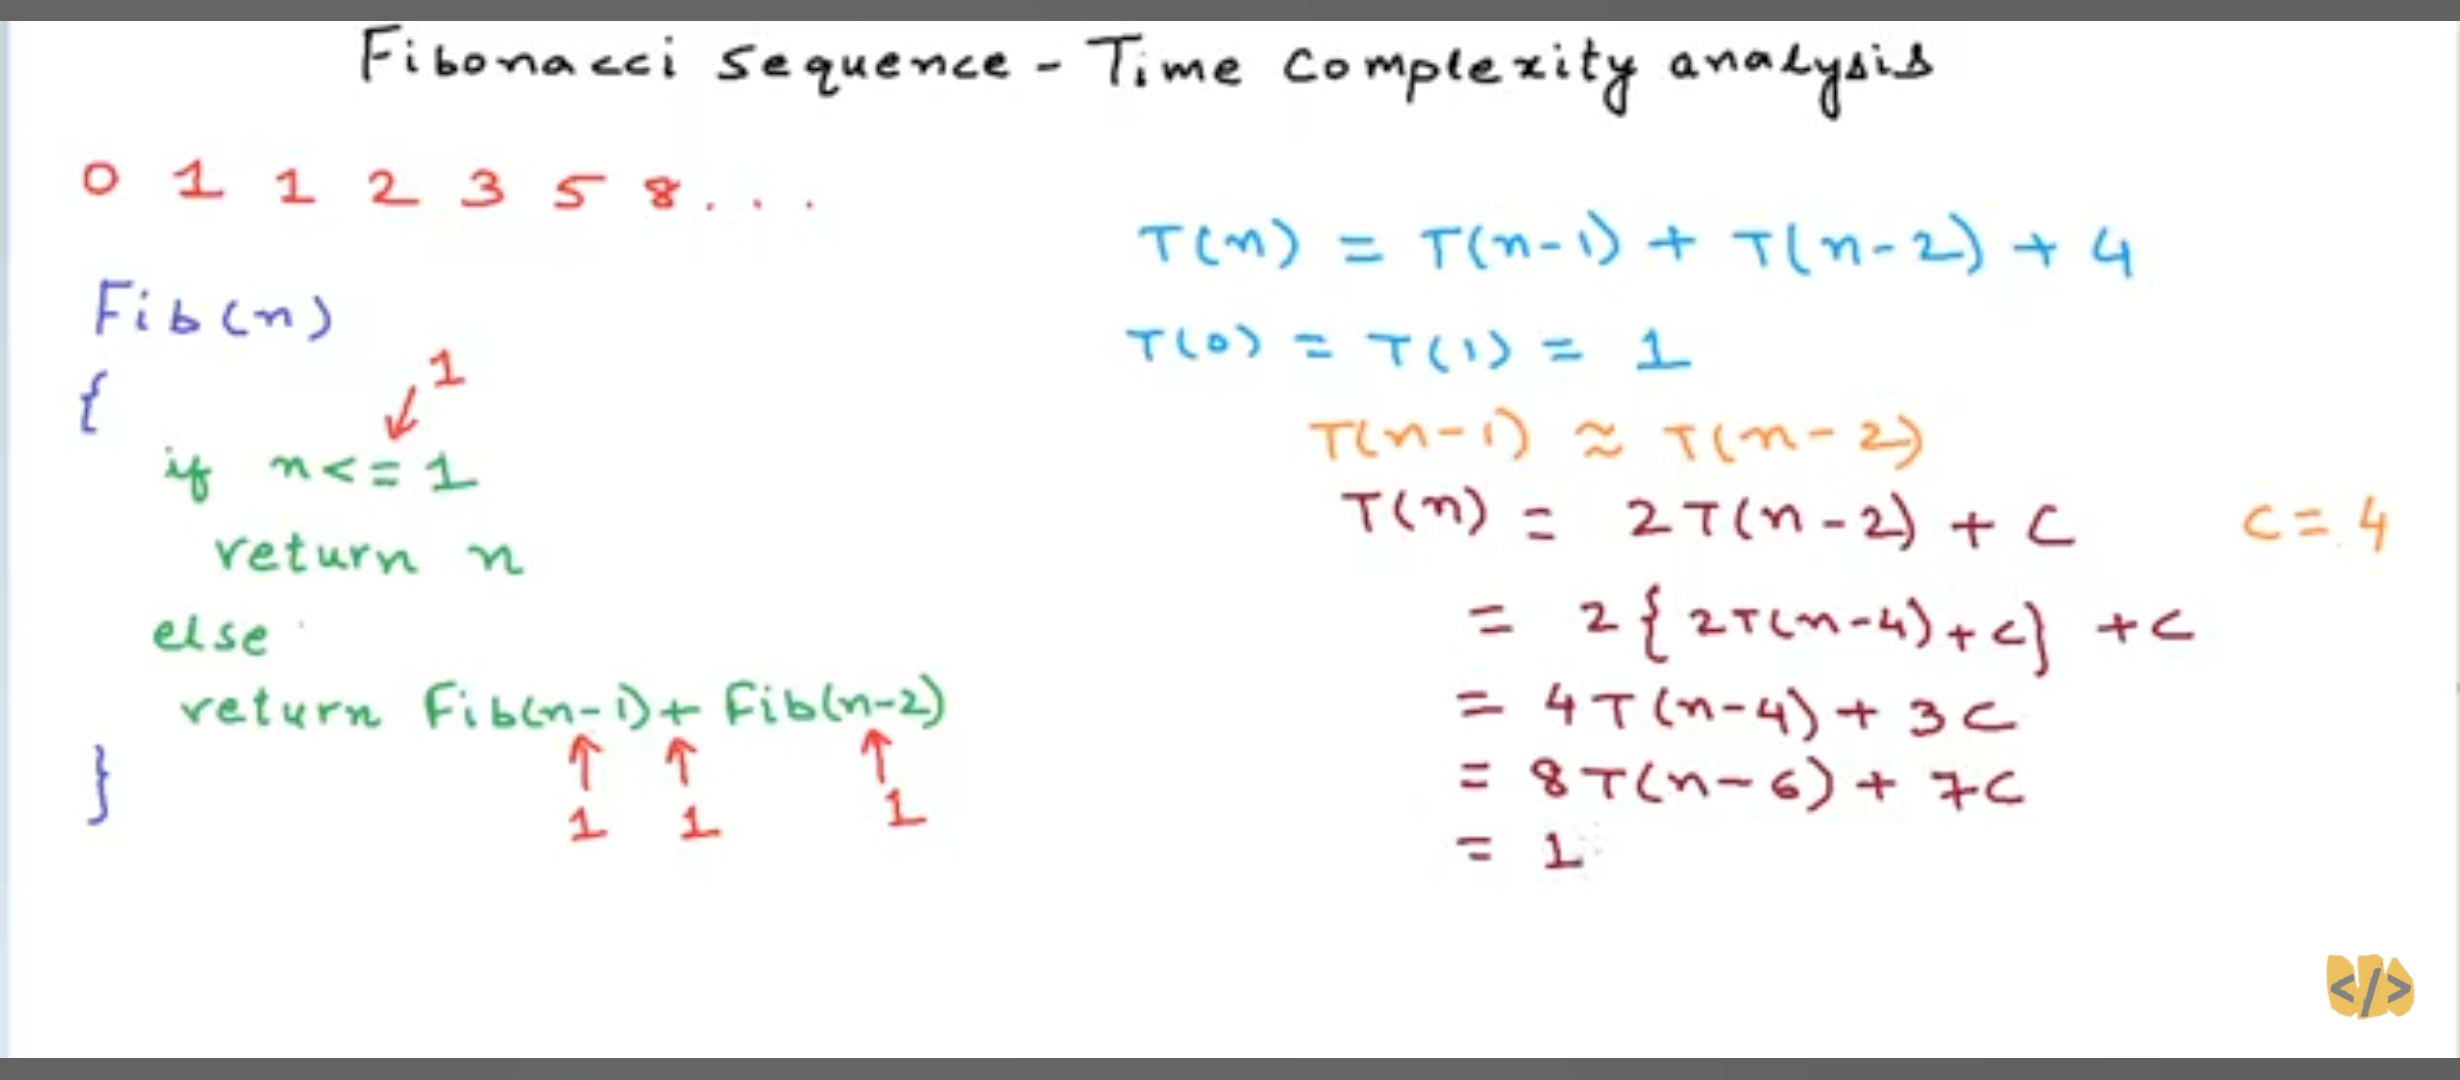 Fibonacci Sequence - Time Complexity analysis
0 1 1 2 3 5 8 . . .
Fib(n)
{
1
if n<= 1
return n
else
return Fib(n-1)+ Fib(n-2)
1 1 1
}
T(n) = T(n-1) + T(n-2) + 4
T(0) = T(1) = 1
T(n-1) ≈ T(n-2)
T(n) = 2T(n-2) + C C = 4
= 2{2T(n-4)+c} +c
= 4T(n-4) + 3C
= 8T(n-6) + 7C
= 1
</>